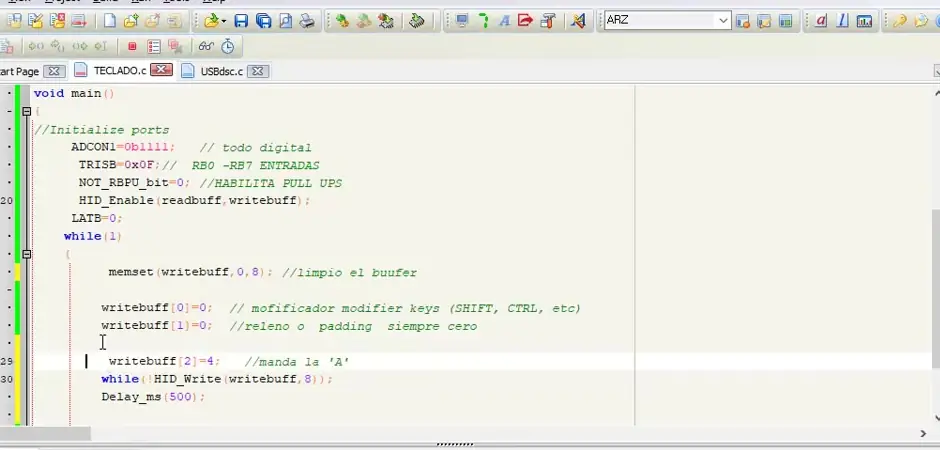 ARZ
art Page
TECLADO.c
USBdsc.c
void main()
{
//Initialize ports
ADCON1=0b1111; // todo digital
TRISB=0x0F;// RB0 -RB7 ENTRADAS
NOT_RBPU_bit=0; //HABILITA PULL UPS
20 HID_Enable(readbuff,writebuff);
LATB=0;
while(1)
{
memset(writebuff,0,8); //limpio el buufer
writebuff[0]=0; // mofificador modifier keys (SHIFT, CTRL, etc)
writebuff[1]=0; //releno o padding siempre cero
29 writebuff[2]=4; //manda la 'A'
30 while(!HID_Write(writebuff,8));
Delay_ms(500);